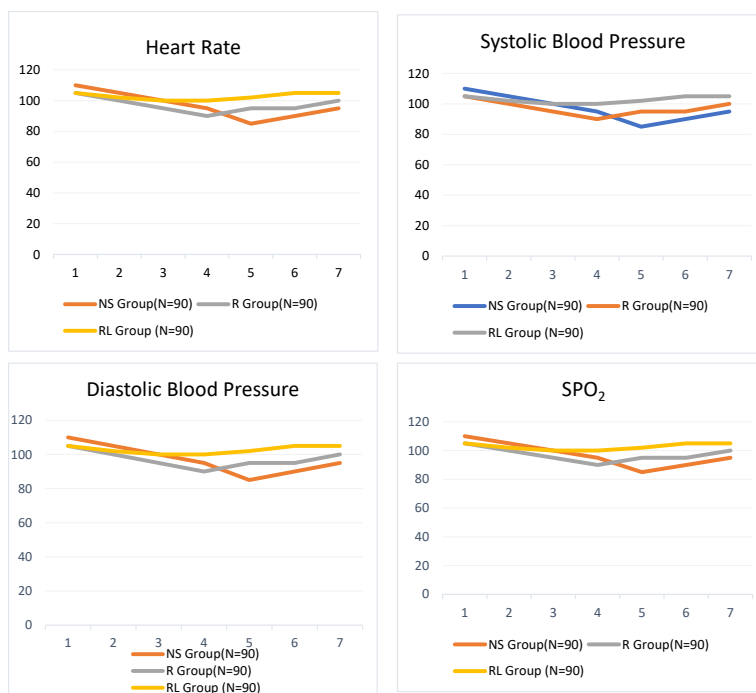 Heart Rate
120
100
80
60
40
20
0
1 2 3 4 5 6 7
NS Group(N=90) R Group(N=90)
RL Group (N=90)
Systolic Blood Pressure
120
100
80
60
40
20
0
1 2 3 4 5 6 7
NS Group(N=90) R Group(N=90)
RL Group (N=90)
Diastolic Blood Pressure
120
100
80
60
40
20
0
1 2 3 4 5 6 7
NS Group(N=90)
R Group(N=90)
RL Group (N=90)
SPO₂
120
100
80
60
40
20
0
1 2 3 4 5 6 7
NS Group(N=90) R Group(N=90)
RL Group (N=90)